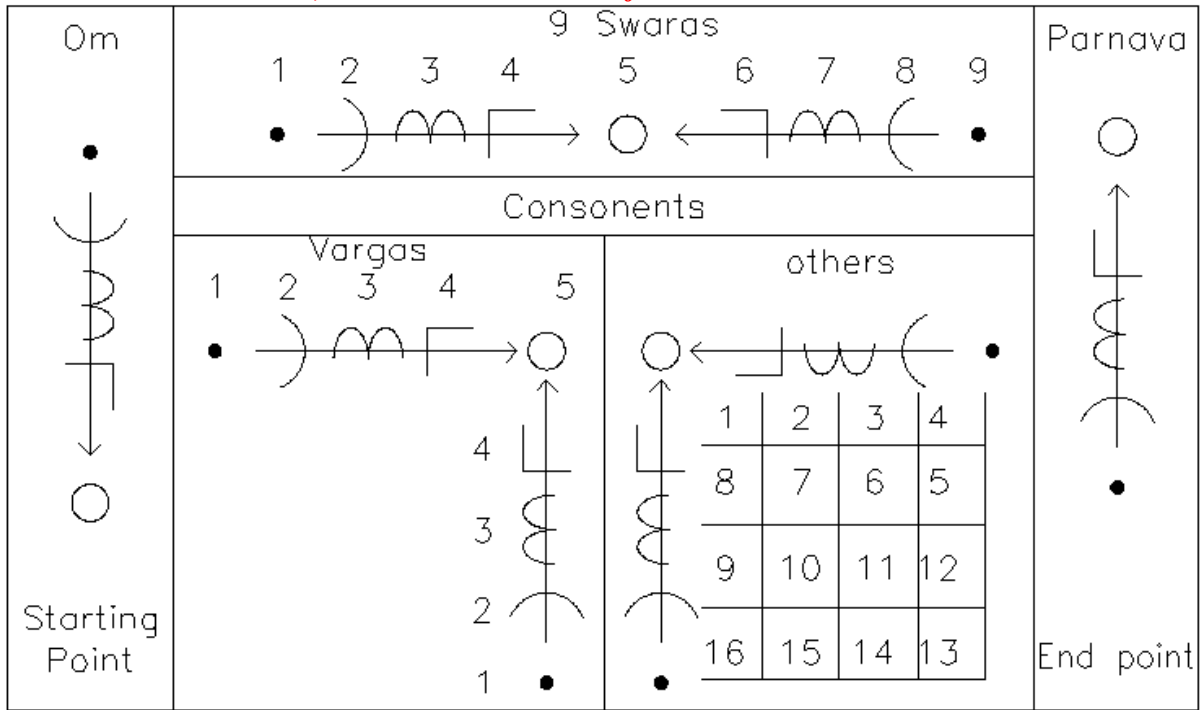 Om
9 Swaras
Parnava
1 2 3 4 5 6 7 8 9
Consonents
Vargas
others
1 2 3 4 5
4
3
2
1
1 2 3 4
8 7 6 5
9 10 11 12
16 15 14 13
Starting
Point
End point